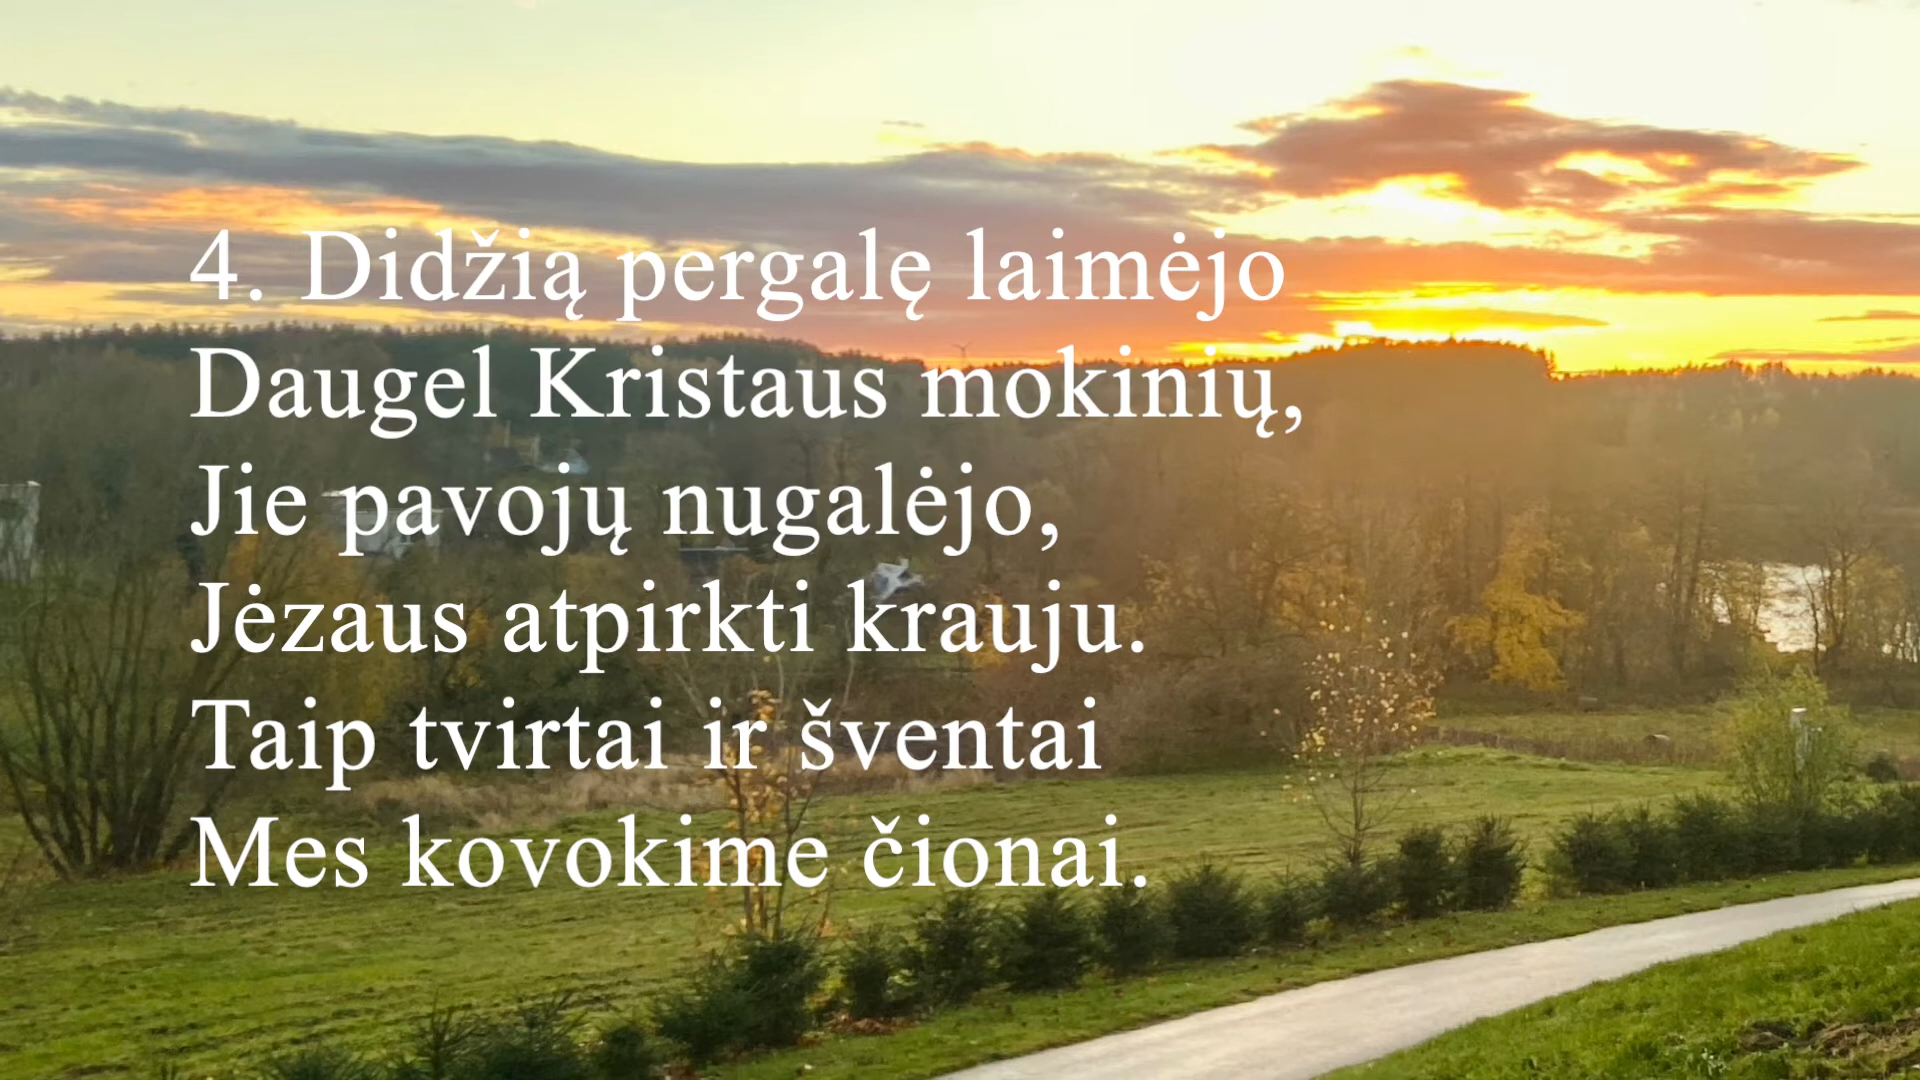 4. Didžią pergalę laimėjo
Daugel Kristaus mokinių,
Jie pavojų nugalėjo,
Jėzaus atpirkti krauju.
Taip tvirtai ir šventai
Mes kovokime čionai.